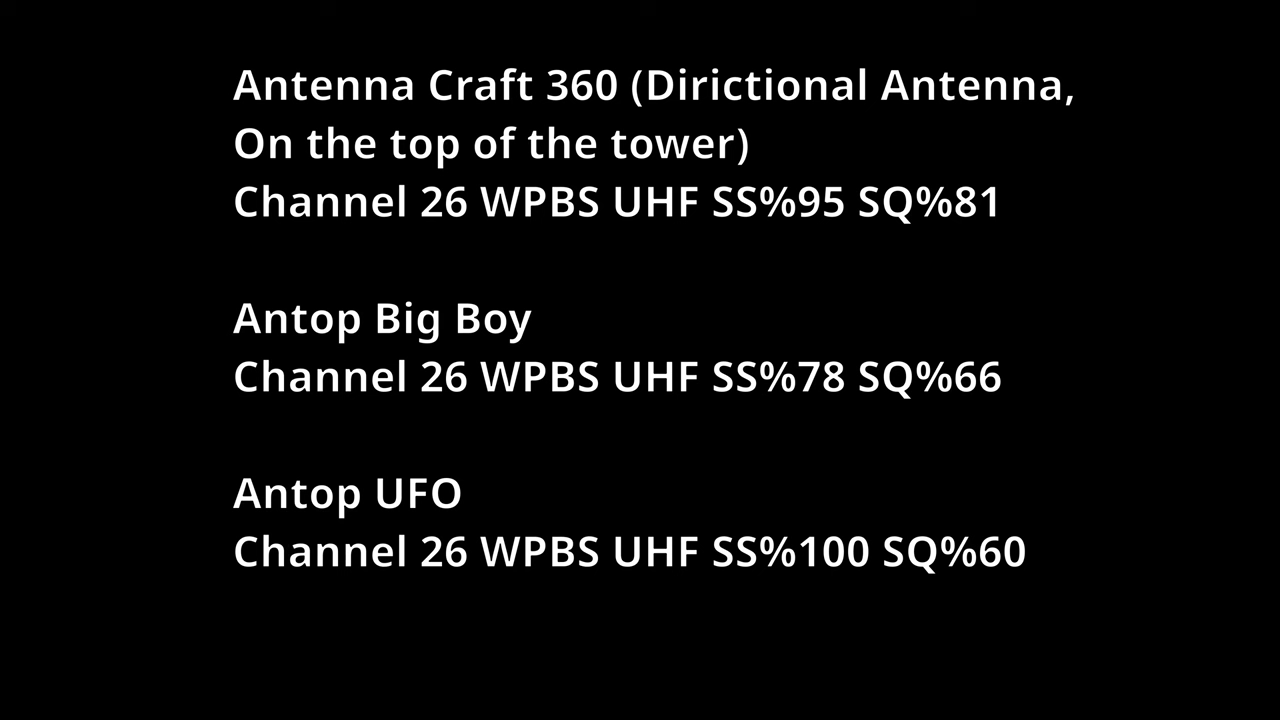 Antenna Craft 360 (Dirictional Antenna,
On the top of the tower)
Channel 26 WPBS UHF SS%95 SQ%81
Antop Big Boy
Channel 26 WPBS UHF SS%78 SQ%66
Antop UFO
Channel 26 WPBS UHF SS%100 SQ%60